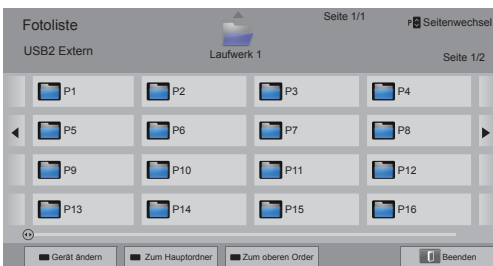 Fotoliste
Seite 1/1
P Seitenwechsel
USB2 Extern
Laufwerk 1
Seite 1/2
P1 P2 P3 P4
P5 P6 P7 P8
P9 P10 P11 P12
P13 P14 P15 P16
Gerät ändern Zum Hauptordner Zum oberen Order Beenden